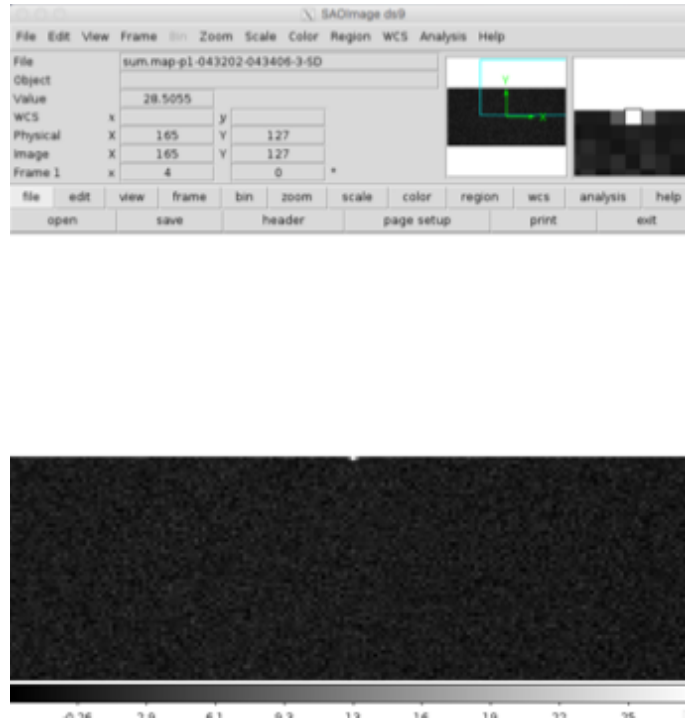 SAOImage ds9
File Edit View Frame Bin Zoom Scale Color Region WCS Analysis Help
File sum.map-p1-043202-043406-3-SD
Object
Value 28.5055
WCS x y
Physical X 165 Y 127
Image X 165 Y 127
Frame 1 x 4 0 °
Y
X
file edit view frame bin zoom scale color region wcs analysis help
open save header page setup print exit
-0.26 2.9 6.1 9.3 13 16 19 22 25